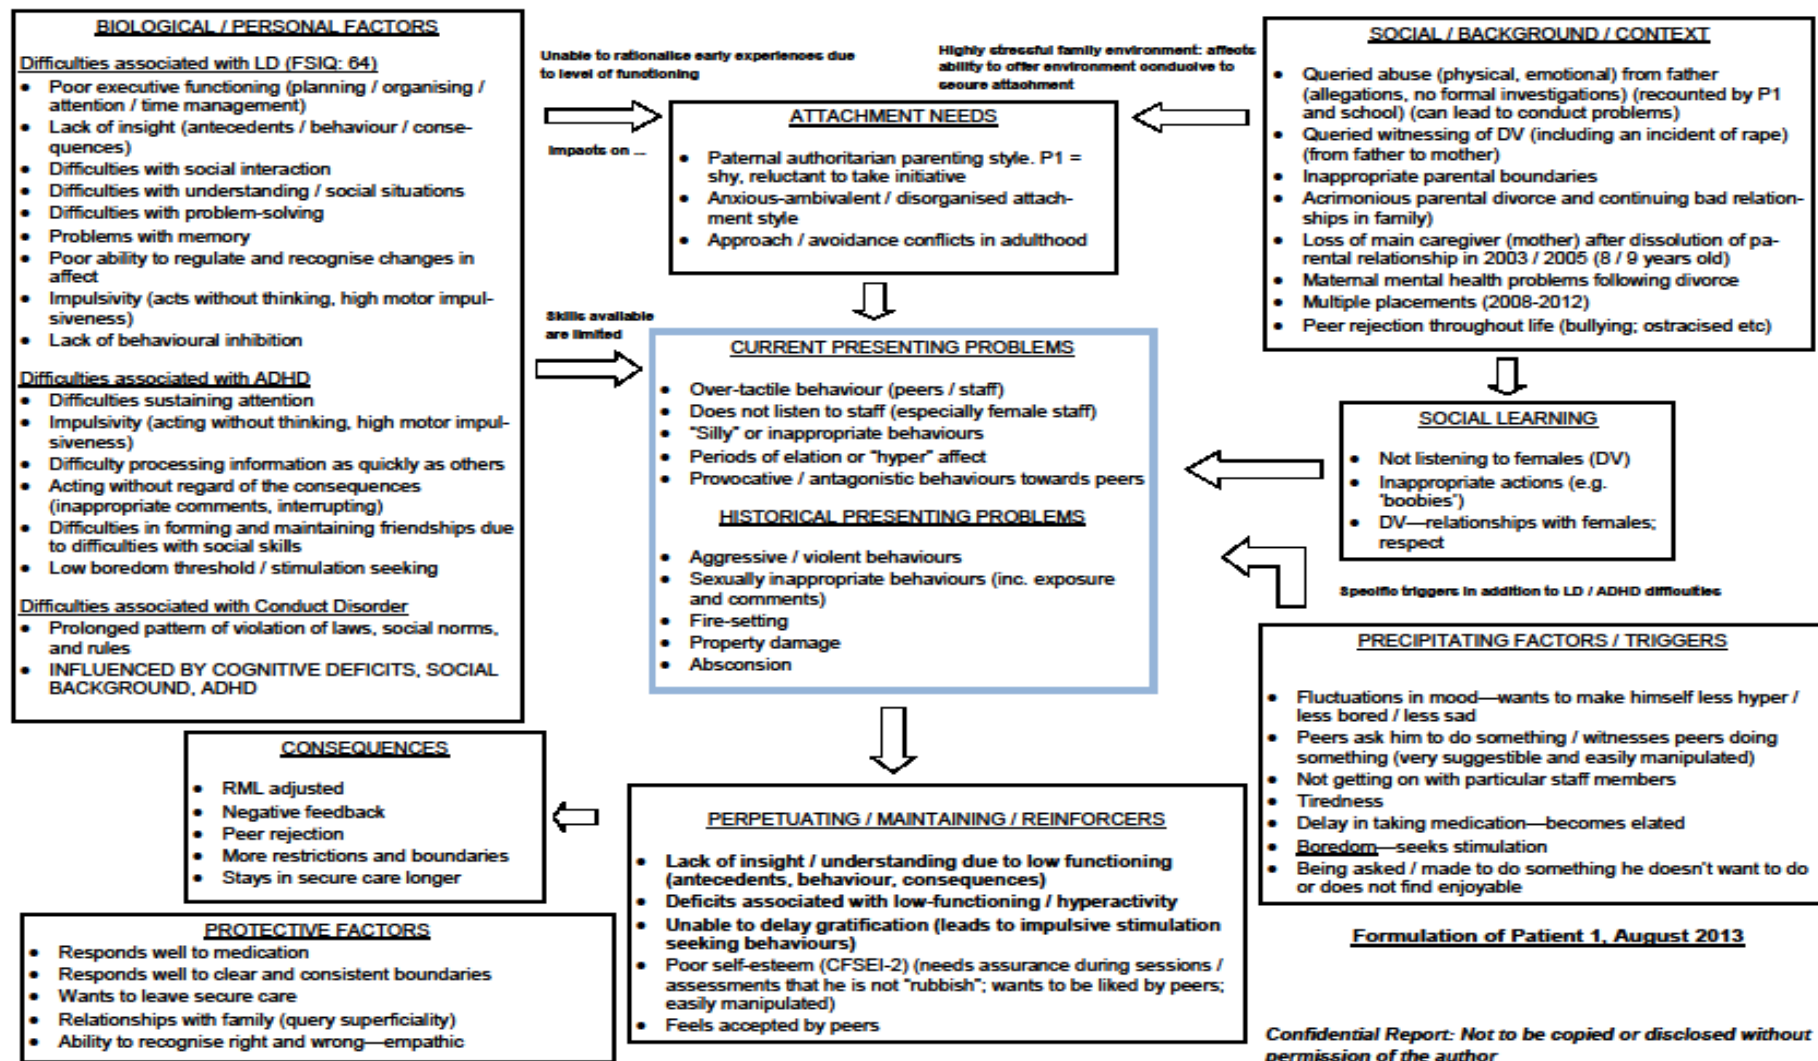 BIOLOGICAL / PERSONAL FACTORS
Difficulties associated with LD (FSIQ: 64)
• Poor executive functioning (planning / organising /
attention / time management)
• Lack of insight (antecedents / behaviour / conse-
quences)
• Difficulties with social interaction
• Difficulties with understanding / social situations
• Difficulties with problem-solving
• Problems with memory
• Poor ability to regulate and recognise changes in
affect
• Impulsivity (acts without thinking, high motor impul-
siveness)
• Lack of behavioural inhibition
Difficulties associated with ADHD
• Difficulties sustaining attention
• Impulsivity (acting without thinking, high motor impul-
siveness)
• Difficulty processing information as quickly as others
• Acting without regard of the consequences
(inappropriate comments, interrupting)
• Difficulties in forming and maintaining friendships due
to difficulties with social skills
• Low boredom threshold / stimulation seeking
Difficulties associated with Conduct Disorder
• Prolonged pattern of violation of laws, social norms,
and rules
• INFLUENCED BY COGNITIVE DEFICITS, SOCIAL
BACKGROUND, ADHD
Unable to rationalise early experiences due
to level of functioning
Impacts on ...
Highly stressful family environment: affects
ability to offer environment conducive to
secure attachment
ATTACHMENT NEEDS
• Paternal authoritarian parenting style. P1 =
shy, reluctant to take initiative
• Anxious-ambivalent / disorganised attach-
ment style
• Approach / avoidance conflicts in adulthood
SOCIAL / BACKGROUND / CONTEXT
• Queried abuse (physical, emotional) from father
(allegations, no formal investigations) (recounted by P1
and school) (can lead to conduct problems)
• Queried witnessing of DV (including an incident of rape)
(from father to mother)
• Inappropriate parental boundaries
• Acrimonious parental divorce and continuing bad relation-
ships in family)
• Loss of main caregiver (mother) after dissolution of pa-
rental relationship in 2003 / 2005 (8 / 9 years old)
• Maternal mental health problems following divorce
• Multiple placements (2008-2012)
• Peer rejection throughout life (bullying; ostracised etc)
Skills available
are limited
CURRENT PRESENTING PROBLEMS
• Over-tactile behaviour (peers / staff)
• Does not listen to staff (especially female staff)
• "Silly" or inappropriate behaviours
• Periods of elation or "hyper" affect
• Provocative / antagonistic behaviours towards peers
HISTORICAL PRESENTING PROBLEMS
• Aggressive / violent behaviours
• Sexually inappropriate behaviours (inc. exposure
and comments)
• Fire-setting
• Property damage
• Absconsion
SOCIAL LEARNING
• Not listening to females (DV)
• Inappropriate actions (e.g.
'boobies')
• DV—relationships with females;
respect
Specific triggers in addition to LD / ADHD difficulties
PRECIPITATING FACTORS / TRIGGERS
• Fluctuations in mood—wants to make himself less hyper /
less bored / less sad
• Peers ask him to do something / witnesses peers doing
something (very suggestible and easily manipulated)
• Not getting on with particular staff members
• Tiredness
• Delay in taking medication—becomes elated
• Boredom—seeks stimulation
• Being asked / made to do something he doesn't want to do
or does not find enjoyable
CONSEQUENCES
• RML adjusted
• Negative feedback
• Peer rejection
• More restrictions and boundaries
• Stays in secure care longer
PERPETUATING / MAINTAINING / REINFORCERS
• Lack of insight / understanding due to low functioning
(antecedents, behaviour, consequences)
• Deficits associated with low-functioning / hyperactivity
• Unable to delay gratification (leads to impulsive stimulation
seeking behaviours)
• Poor self-esteem (CFSEI-2) (needs assurance during sessions /
assessments that he is not "rubbish"; wants to be liked by peers;
easily manipulated)
• Feels accepted by peers
PROTECTIVE FACTORS
• Responds well to medication
• Responds well to clear and consistent boundaries
• Wants to leave secure care
• Relationships with family (query superficiality)
• Ability to recognise right and wrong—empathic
Formulation of Patient 1, August 2013
Confidential Report: Not to be copied or disclosed without
permission of the author